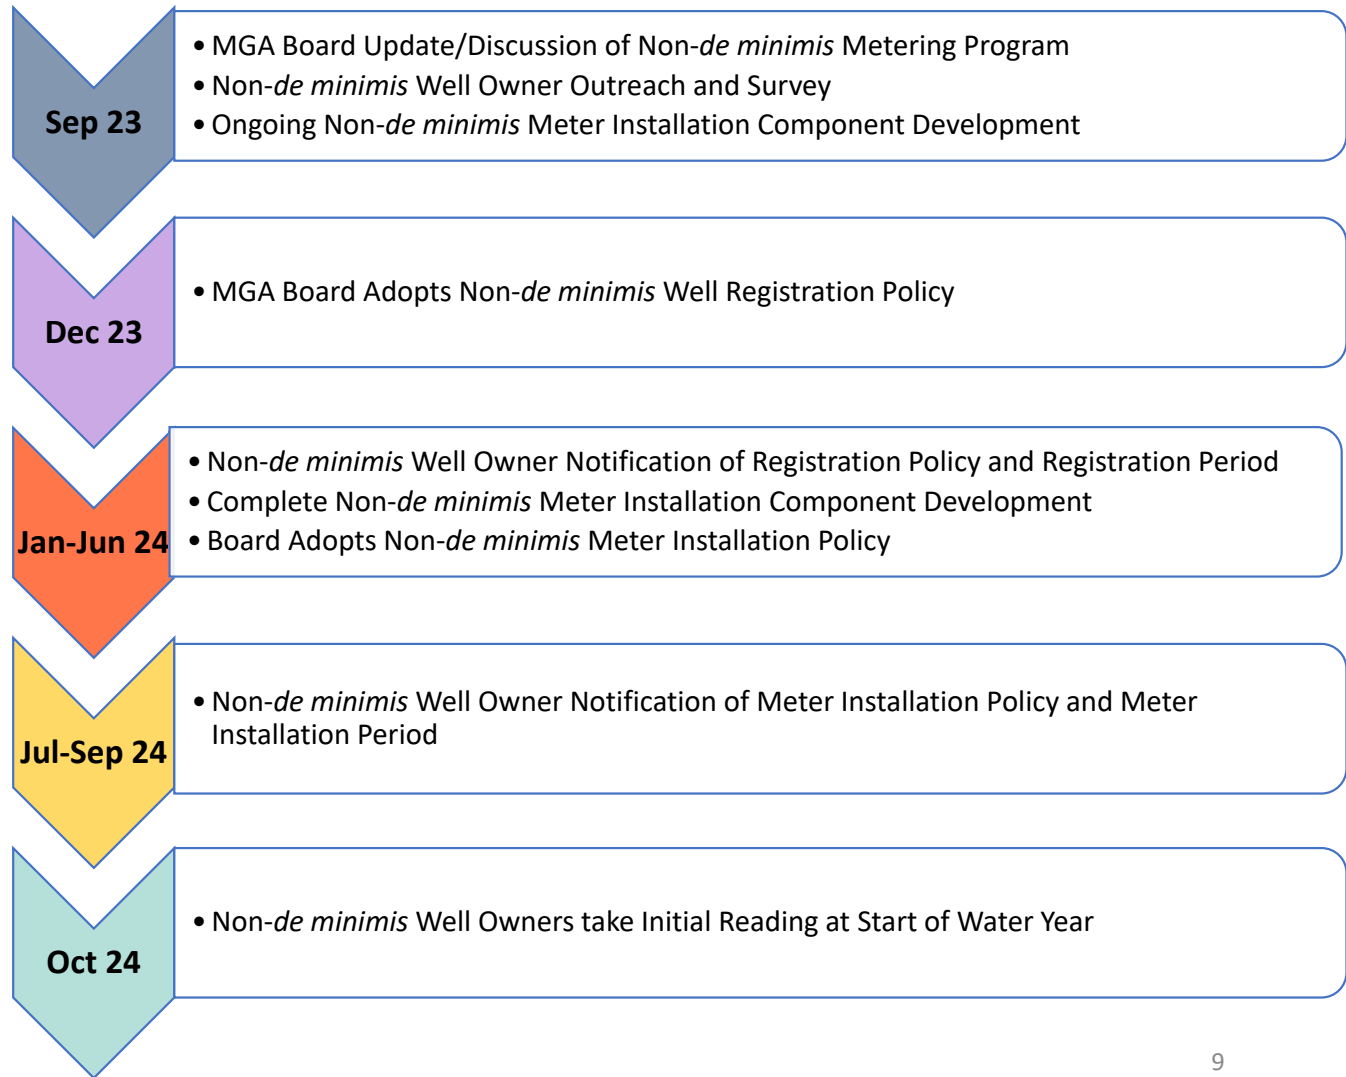 Sep 23
• MGA Board Update/Discussion of Non-de minimis Metering Program
• Non-de minimis Well Owner Outreach and Survey
• Ongoing Non-de minimis Meter Installation Component Development
Dec 23
• MGA Board Adopts Non-de minimis Well Registration Policy
Jan-Jun 24
• Non-de minimis Well Owner Notification of Registration Policy and Registration Period
• Complete Non-de minimis Meter Installation Component Development
• Board Adopts Non-de minimis Meter Installation Policy
Jul-Sep 24
• Non-de minimis Well Owner Notification of Meter Installation Policy and Meter
Installation Period
Oct 24
• Non-de minimis Well Owners take Initial Reading at Start of Water Year
9